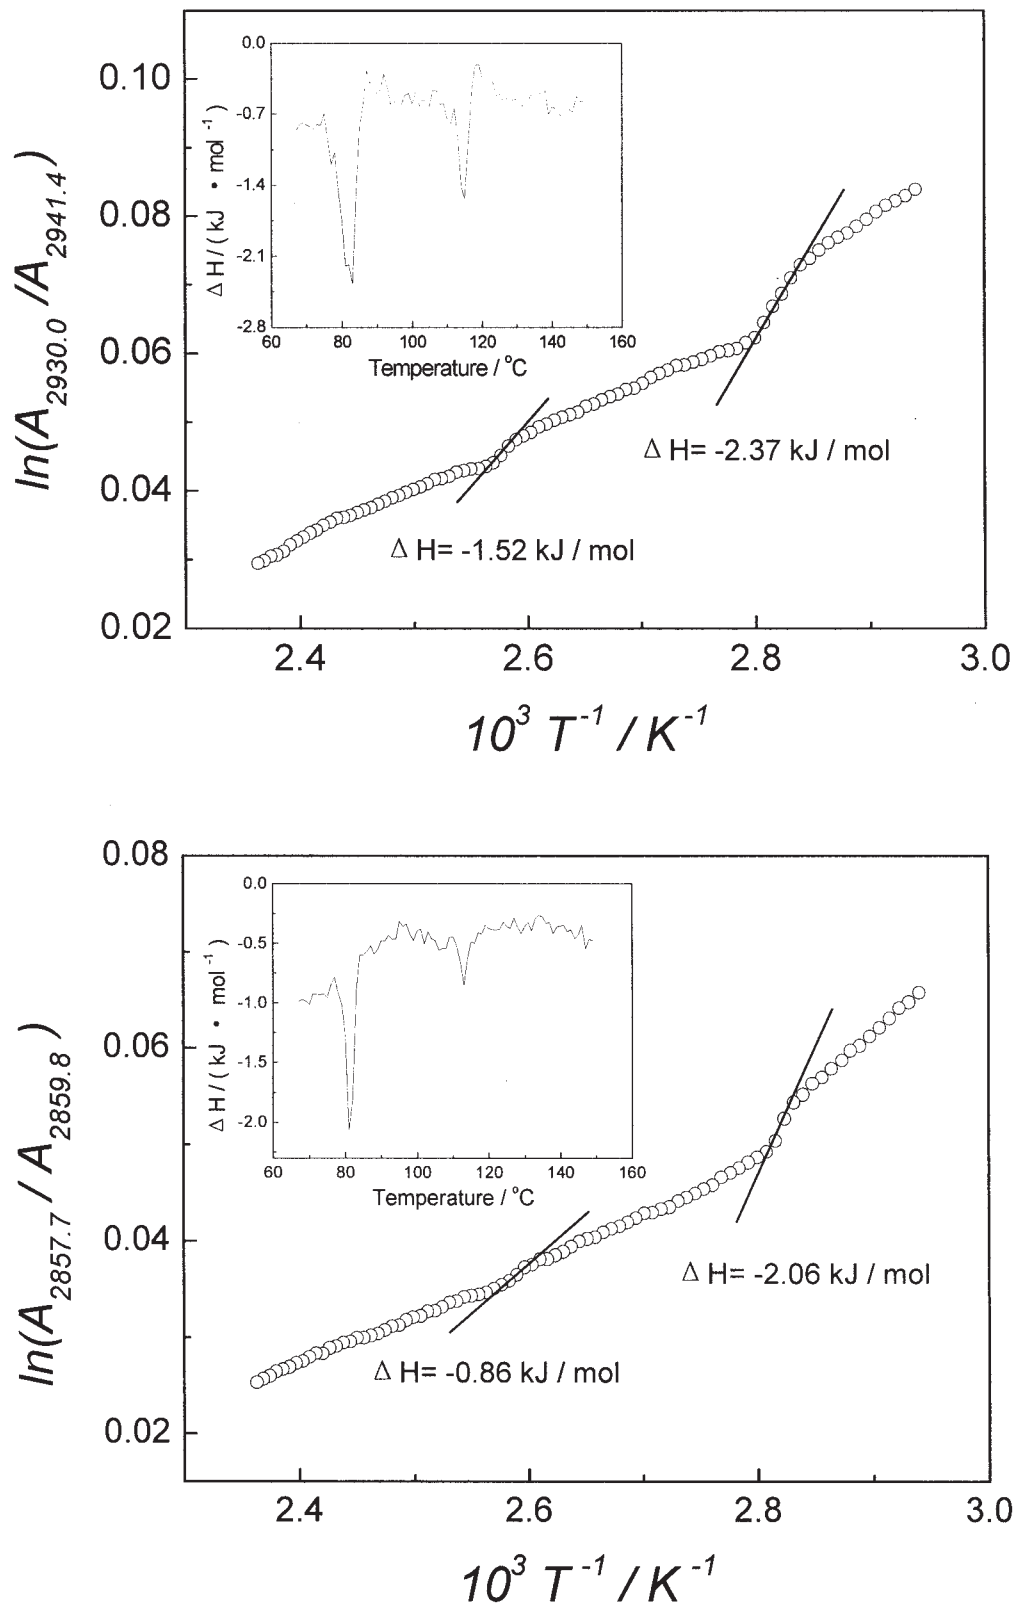 ln(A2930.0 /A2941.4)
0.10
0.08
0.06
0.04
0.02
Δ H / ( kJ • mol -1 )
0.0
-0.7
-1.4
-2.1
-2.8
60 80 100 120 140 160
Temperature / oC
Δ H= -2.37 kJ / mol
Δ H= -1.52 kJ / mol
2.4 2.6 2.8 3.0
10³ T⁻¹ / K⁻¹
ln(A2857.7 / A2859.8)
0.08
0.06
0.04
0.02
Δ H / ( kJ • mol -1 )
0.0
-0.5
-1.0
-1.5
-2.0
60 80 100 120 140 160
Temperature / oC
Δ H= -2.06 kJ / mol
Δ H= -0.86 kJ / mol
2.4 2.6 2.8 3.0
10³ T⁻¹ / K⁻¹